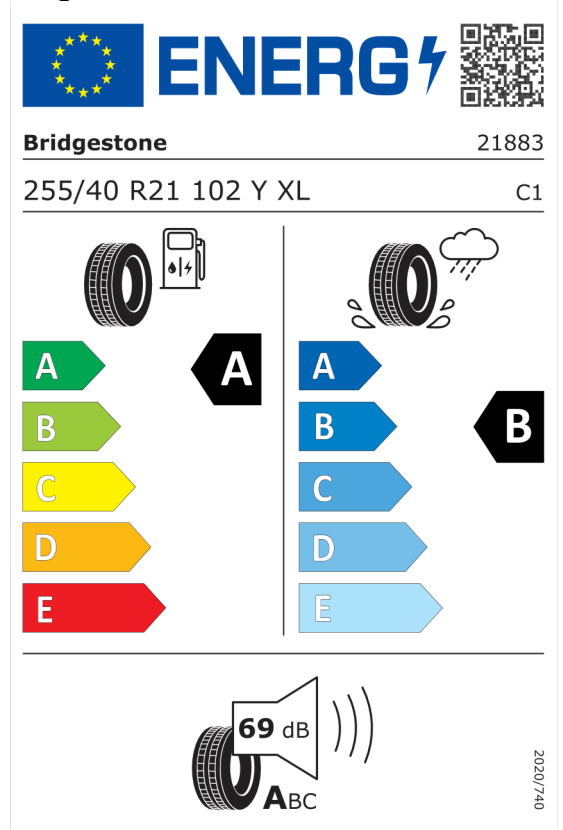 ENERG
Bridgestone 21883
255/40 R21 102 Y XL C1
A A A
B B B
C C
D D
E E
69 dB
ABC
2020/740